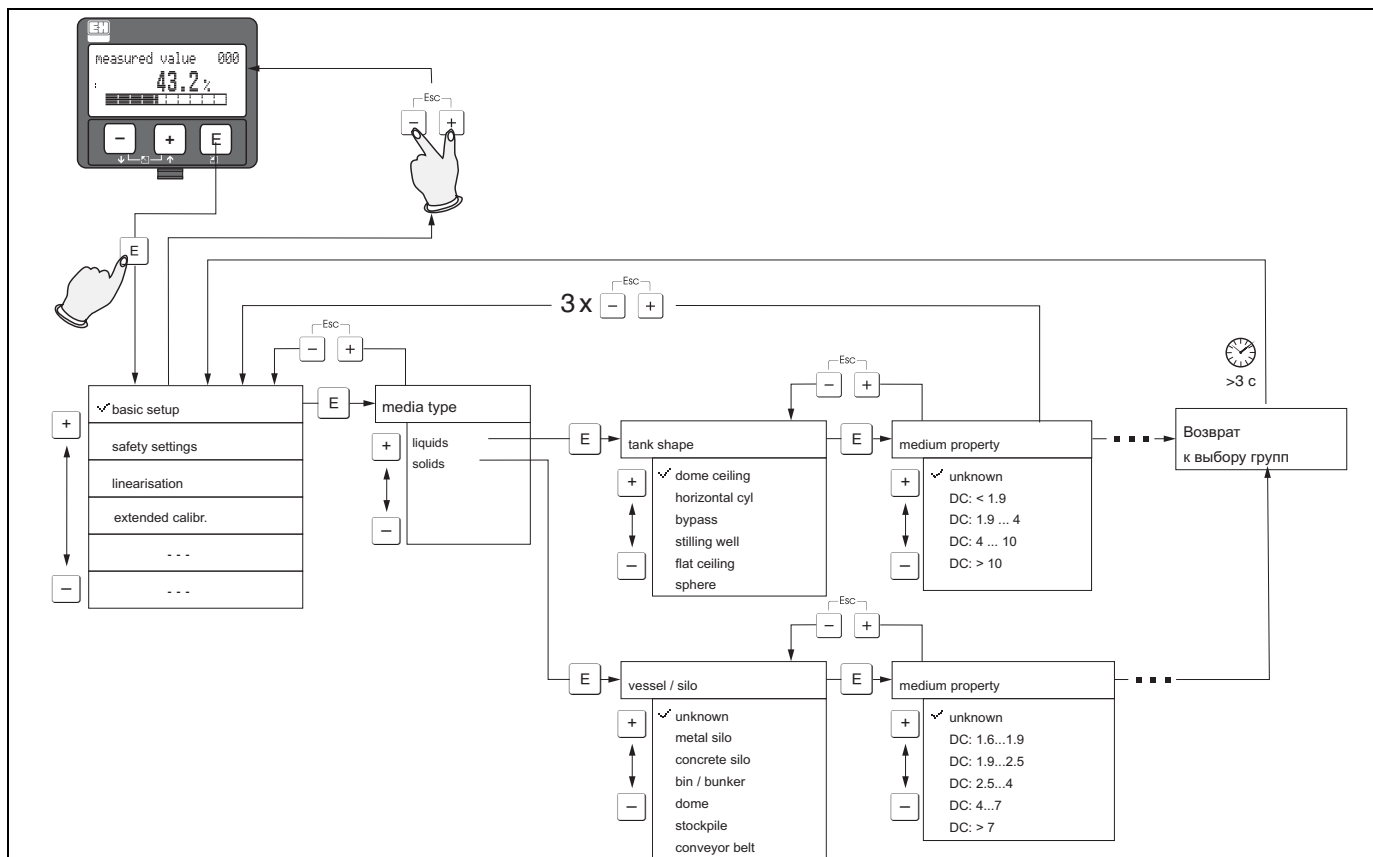 EH
measured value 000
43.2%
- + E
Esc
- +
E
Esc
3x - +
Esc
- +
Esc
- +
>3 c
basic setup
safety settings
linearisation
extended calibr.
- - -
- - -
+
-
E
media type
liquids
solids
+
-
E
tank shape
dome ceiling
horizontal cyl
bypass
stilling well
flat ceiling
sphere
+
-
E
medium property
unknown
DC: < 1.9
DC: 1.9 ... 4
DC: 4 ... 10
DC: > 10
+
-
Возврат
к выбору групп
Esc
- +
E
vessel / silo
unknown
metal silo
concrete silo
bin / bunker
dome
stockpile
conveyor belt
+
-
E
medium property
unknown
DC: 1.6...1.9
DC: 1.9...2.5
DC: 2.5...4
DC: 4...7
DC: > 7
+
-